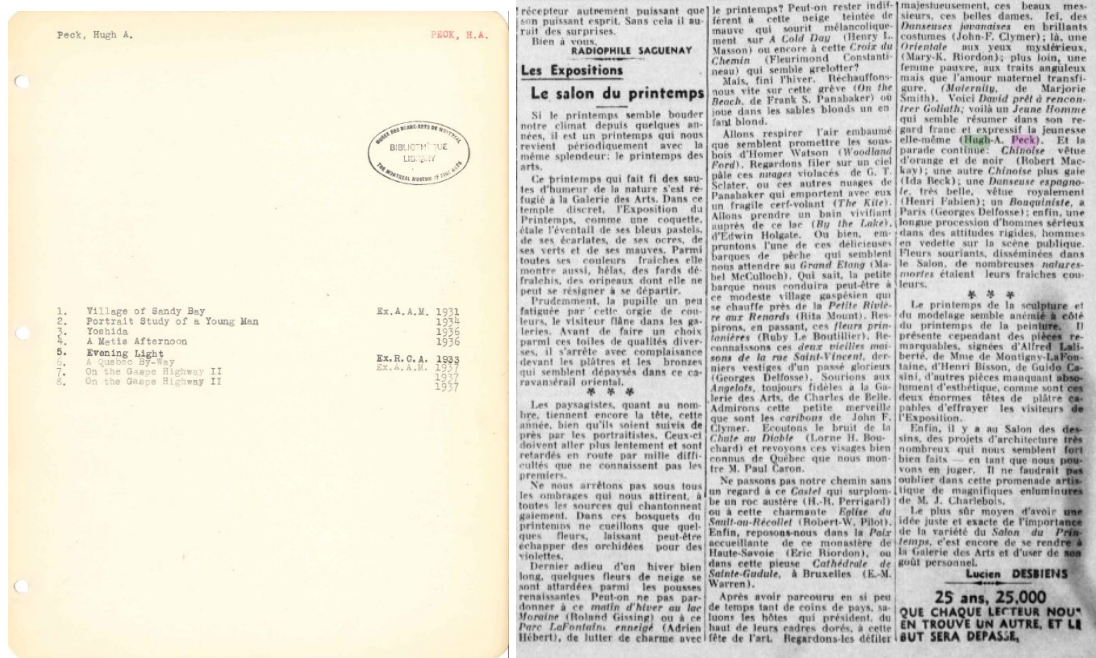 Peck, Hugh A.
PECK, H.A.
MUSÉE DES BEAUX-ARTS DE MONTRÉAL
BIBLIOTHÈQUE
LIBRARY
THE MONTREAL MUSEUM OF FINE ARTS
1. Village of Sandy Bay Ex.A.A.M. 1931
2. Portrait Study of a Young Man 1934
3. Yoshida 1936
4. A Metis Afternoon 1936
5. Evening Light
6. A Quebec By-Way Ex.R.C.A. 1933
7. On the Gaspe Highway II Ex.A.A.M. 1937
8. On the Gaspe Highway II 1937
1937
récepteur autrement puissant que
son puissant esprit. Sans cela il au-
rait des surprises.
Bien à vous,
RADIOPHILE SAGUENAY
Les Expositions
Le salon du printemps
Si le printemps semble bouder
notre climat depuis quelques an-
nées, il est un printemps qui nous
revient périodiquement avec la
même splendeur: le printemps des
arts.
Ce printemps qui fait fi des sau-
tes d'humeur de la nature s'est ré-
fugié à la Galerie des Arts. Dans ce
temple discret, l'Exposition du
Printemps, comme une coquette,
étale l'éventail de ses bleus pastels,
de ses écarlates, de ses ocres, de
ses verts et de ses mauves. Parmi
toutes ses couleurs fraîches elle
montre aussi, hélas, des fards dé-
fraîchis, des oripeaux dont elle ne
peut se résigner à se départir.
Prudemment, la pupille un peu
fatiguée par cette orgie de cou-
leurs, le visiteur flâne dans les ga-
leries. Avant de faire un choix
parmi ces toiles de qualités diver-
ses, il s'arrête avec complaisance
devant les plâtres et les bronzes
qui semblent dépaysés dans ce ca-
ravansérail oriental.
* * *
Les paysagistes, quant au nom-
bre, tiennent encore la tête, cette
année, bien qu'ils soient suivis de
près par les portraitistes. Ceux-ci
doivent aller plus lentement et sont
retardés en route par mille diffi-
cultés que ne connaissent pas les
premiers.
Ne nous arrêtons pas sous tous
les ombrages qui nous attirent, à
toutes les sources qui chantonnent
gaiement. Dans ces bosquets du
printemps ne cueillons que quel-
ques fleurs, laissant peut-être
échapper des orchidées pour des
violettes.
Dernier adieu d'un hiver bien
long, quelques fleurs de neige se
sont attardées parmi les pousses
renaissantes Peut-on ne pas par-
donner à ce matin d'hiver au lac
Moraine (Roland Gissing) ou à ce
Parc LaFontaine enneigé (Adrien
Hébert), de lutter de charme avec
le printemps? Peut-on rester indif-
férent à cette neige teintée de
mauve qui sourit mélancolique-
ment sur A Cold Day (Henry L.
Masson) ou encore à cette Croix du
Chemin (Fleurimond Constanti-
neau) qui semble grelotter?
Mais, fini l'hiver. Réchauffons-
nous vite sur cette grève (On the
Beach, de Frank S. Panabaker) où
joue dans les sables blonds un en-
fant blond.
Allons respirer l'air embaumé
que semblent promettre les sous-
bois d'Homer Watson (Woodland
Ford). Regardons filer sur un ciel
pâle ces nuages violacés de G. T.
Sclater, ou ces autres nuages de
Panabaker qui emportent avec eux
un fragile cerf-volant (The Kite).
Allons prendre un bain vivifiant
auprès de ce lac (By the Lake),
d'Edwin Holgate. Ou bien, em-
pruntons l'une de ces délicieuses
barques de pêche qui semblent
nous attendre au Grand Etang (Ma-
bel McCulloch). Qui sait, la petite
barque nous conduira peut-être à
ce modeste village gaspésien qui
se chauffe près de la Petite Riviè-
re aux Renards (Rita Mount). Res-
pirons, en passant, ces fleurs prin-
tanières (Ruby Le Boutillier). Re-
connaissons ces deux vieilles mai-
sons de la rue Saint-Vincent, der-
niers vestiges d'un passé glorieux
(Georges Delfosse). Sourions aux
Angelots, toujours fidèles à la Ga-
lerie des Arts, de Charles de Belle.
Admirons cette petite merveille
que sont les caribous de John F.
Clymer. Ecoutons le bruit de la
Chute au Diable (Lorne H. Bou-
chard) et revoyons ces visages bien
connus de Québec que nous mon-
tre M. Paul Caron.
Ne passons pas notre chemin sans
un regard à ce Castel qui surplom-
be un roc austère (H.-R. Perrigard)
ou à cette charmante Eglise du
Sault-au-Récollet (Robert-W. Pilot).
Enfin, reposons-nous dans la Paix
accueillante de ce monastère de
Haute-Savoie (Eric Riordon), ou
dans cette pieuse Cathédrale de
Sainte-Gudule, à Bruxelles (E.-M.
Warren).
Après avoir parcouru en si peu
de temps tant de coins de pays, sa-
luons les hôtes qui président, du
haut de leurs cadres dorés, à cette
fête de l'art. Regardons-les défiler
majestueusement, ces beaux mes-
sieurs, ces belles dames. Ici, des
Danseuses javanaises en brillants
costumes (John-F. Clymer); là, une
Orientale aux yeux mystérieux,
(Mary-K. Riordon); plus loin, une
femme pauvre, aux traits anguleux
mais que l'amour maternel transfi-
gure. (Maternity, de Marjorie
Smith). Voici David prêt à rencon-
trer Goliath; voilà un Jeune Homme
qui semble résumer dans son re-
gard franc et expressif la jeunesse
elle-même (Hugh-A. Peck). Et la
parade continue: Chinoise vêtue
d'orange et de noir (Robert Mac-
kay); une autre Chinoise plus gaie
(Ida Beck); une Danseuse espagno-
le, très belle, vêtue royalement
(Henri Fabien); un Bouquiniste, à
Paris (Georges Delfosse); enfin, une
longue procession d'hommes sérieux
dans des attitudes rigides, hommes
en vedette sur la scène publique.
Fleurs souriants, disséminées dans
le Salon, de nombreuses natures-
mortes étaient leurs fraîches cou-
leurs.
* * *
Le printemps de la sculpture et
du modelage semble anémié à côté
du printemps de la peinture. Il
présente cependant des pièces re-
marquables, signées d'Alfred Lali-
berté, de Mme de Montigny-LaFon-
taine, d'Henri Bisson, de Guido Ca-
sini, d'autres pièces manquant abso-
lument d'esthétique, comme sont ces
deux énormes têtes de plâtre ca-
pables d'effrayer les visiteurs de
l'Exposition.
Enfin, il y a au Salon des des-
sins, des projets d'architecture très
nombreux qui nous semblent fort
bien faits — en tant que nous pou-
vons en juger. Il ne faudrait pas
oublier dans cette promenade artis-
tique de magnifiques enluminures
de M. J. Charlebois.
Le plus sûr moyen d'avoir une
idée juste et exacte de l'importance
de la variété du Salon du Prin-
temps, c'est encore de se rendre à
la Galerie des Arts et d'user de son
goût personnel.
Lucien DESBIENS
25 ans, 25,000
QUE CHAQUE LECTEUR NOUS
EN TROUVE UN AUTRE, ET LE
BUT SERA DEPASSE.